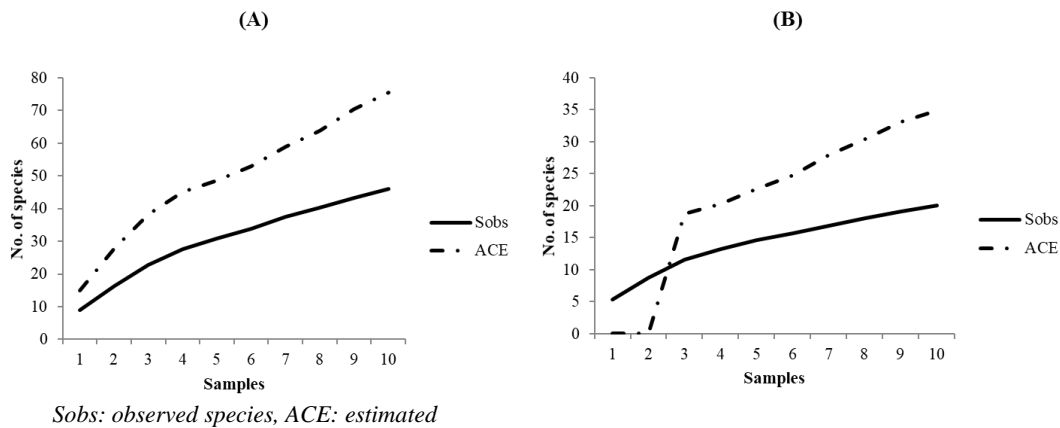 (A)
80
70
60
50
40
30
20
10
0
No. of species
1 2 3 4 5 6 7 8 9 10
Samples
Sobs
ACE
(B)
40
35
30
25
20
15
10
5
0
No. of species
1 2 3 4 5 6 7 8 9 10
Samples
Sobs
ACE
Sobs: observed species, ACE: estimated